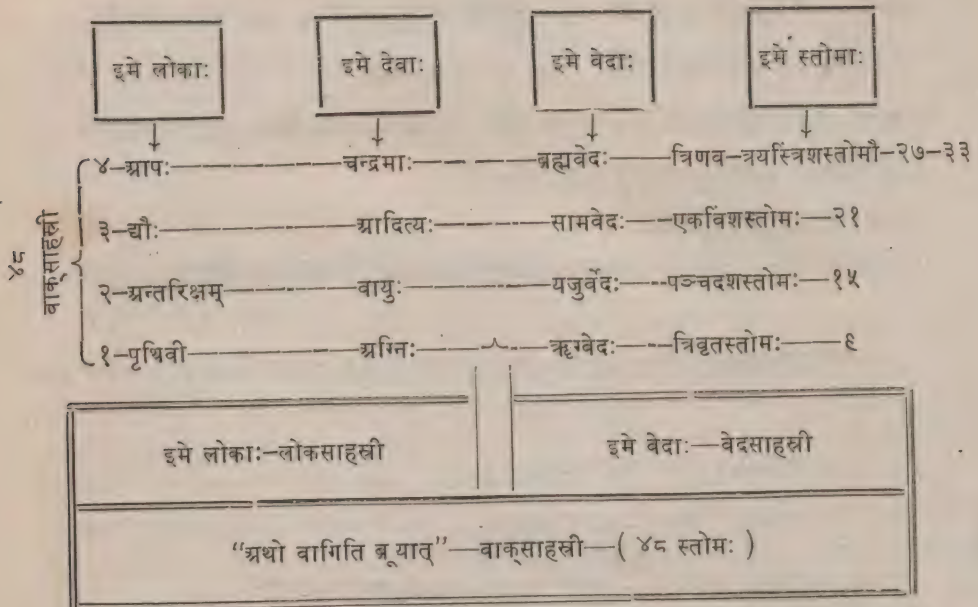 इमे लोकाः इमे देवाः इमे वेदाः इमे स्तोमाः
४–आपः——चन्द्रमाः——ब्रह्मवेदः——त्रिणव–त्रयस्त्रिंशस्तोमौ–२७–३३
३–द्यौः——आदित्यः——सामवेदः——एकविंशस्तोमः–२१
४८
वाक्साहस्री
२–अन्तरिक्षम्——वायुः——यजुर्वेदः——पञ्चदशस्तोमः–१५
१–पृथिवी——अग्निः——ऋग्वेदः——त्रिवृतस्तोमः——९
इमे लोकाः–लोकसाहस्री इमे वेदाः—वेदसाहस्री
“अथो वागिति ब्रूयात्”—वाक्साहस्री—( ४८ स्तोमः )